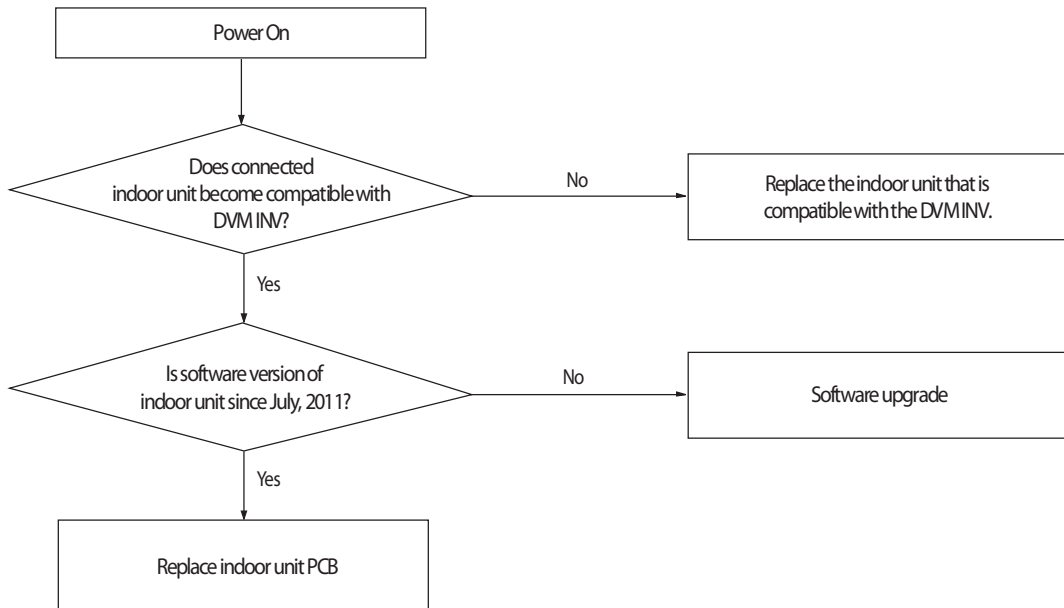 Power On
Does connected
indoor unit become compatible with
DVM INV?
No
Replace the indoor unit that is
compatible with the DVM INV.
Yes
Is software version of
indoor unit since July, 2011?
No
Software upgrade
Yes
Replace indoor unit PCB